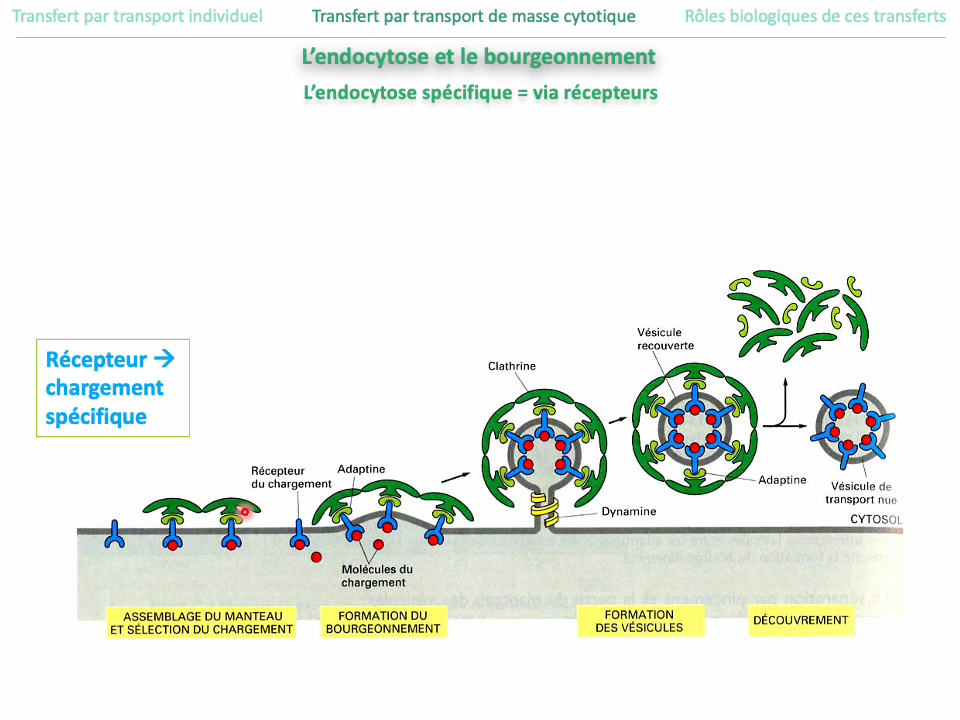 Transfert par transport individuel
Transfert par transport de masse cytotique
Rôles biologiques de ces transferts
L’endocytose et le bourgeonnement
L’endocytose spécifique = via récepteurs
Récepteur →
chargement
spécifique
Vésicule
recouverte
Clathrine
Récepteur
du chargement
Adaptine
Adaptine
Vésicule de
transport nue
Dynamine
CYTOSOL
Molécules du
chargement
ASSEMBLAGE DU MANTEAU
ET SÉLECTION DU CHARGEMENT
FORMATION DU
BOURGEONNEMENT
FORMATION
DES VÉSICULES
DÉCOUVREMENT